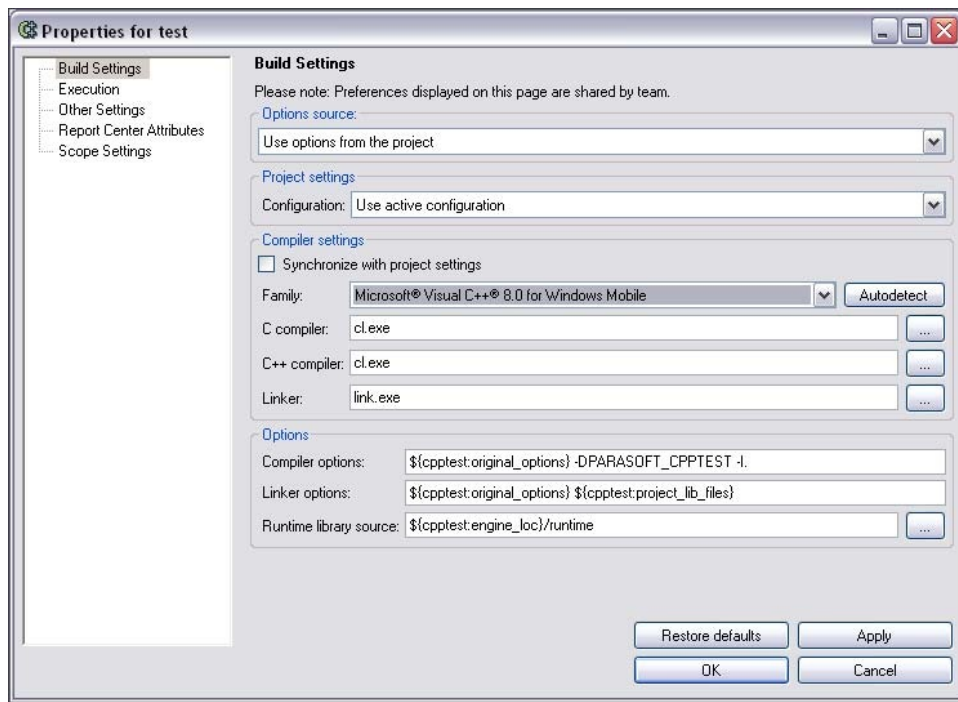 Properties for test
Build Settings
Execution
Other Settings
Report Center Attributes
Scope Settings
Build Settings
Please note: Preferences displayed on this page are shared by team.
Options source:
Use options from the project
Project settings
Configuration: Use active configuration
Compiler settings
Synchronize with project settings
Family: Microsoft® Visual C++® 8.0 for Windows Mobile Autodetect
C compiler: cl.exe ...
C++ compiler: cl.exe ...
Linker: link.exe ...
Options
Compiler options: ${cpptest:original_options} -DPARASOFT_CPPTEST -I.
Linker options: ${cpptest:original_options} ${cpptest:project_lib_files}
Runtime library source: ${cpptest:engine_loc}/runtime ...
Restore defaults Apply
OK Cancel